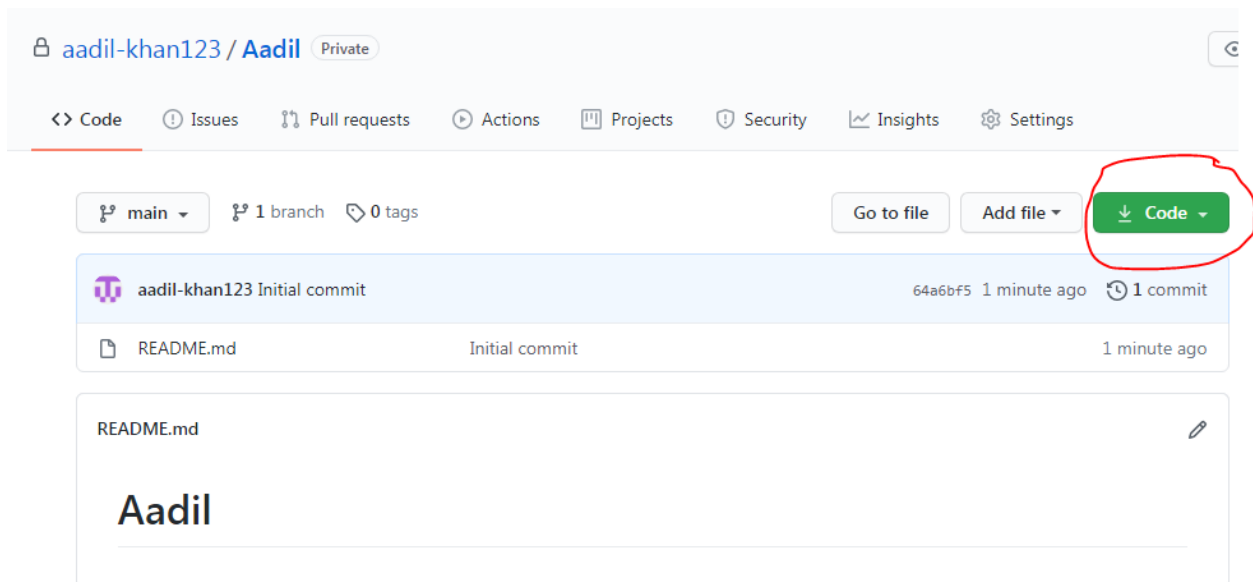 aadil-khan123 / Aadil Private
Code Issues Pull requests Actions Projects Security Insights Settings
main 1 branch 0 tags Go to file Add file Code
aadil-khan123 Initial commit 64a6bf5 1 minute ago 1 commit
README.md Initial commit 1 minute ago
README.md
Aadil